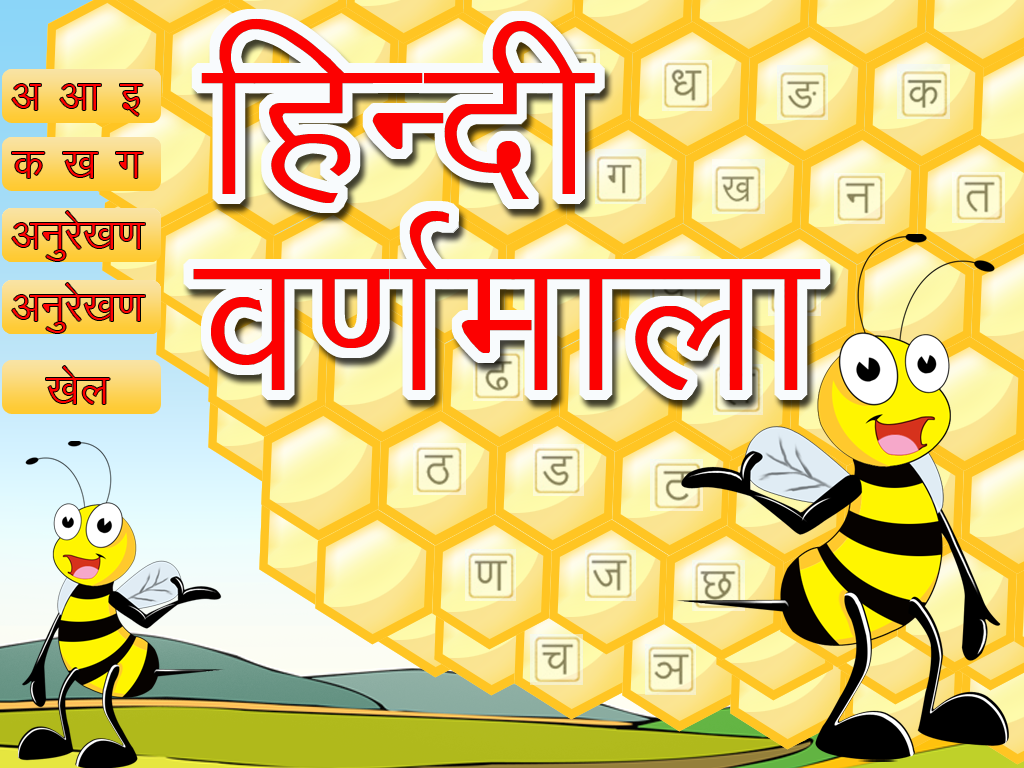 हिन्दी
वर्णमाला
अ आ इ
क ख ग
अनुरेखण
अनुरेखण
खेल
ध ङ क
ग ख न त
ढ
ठ ड ट
ण ज छ
च ञ